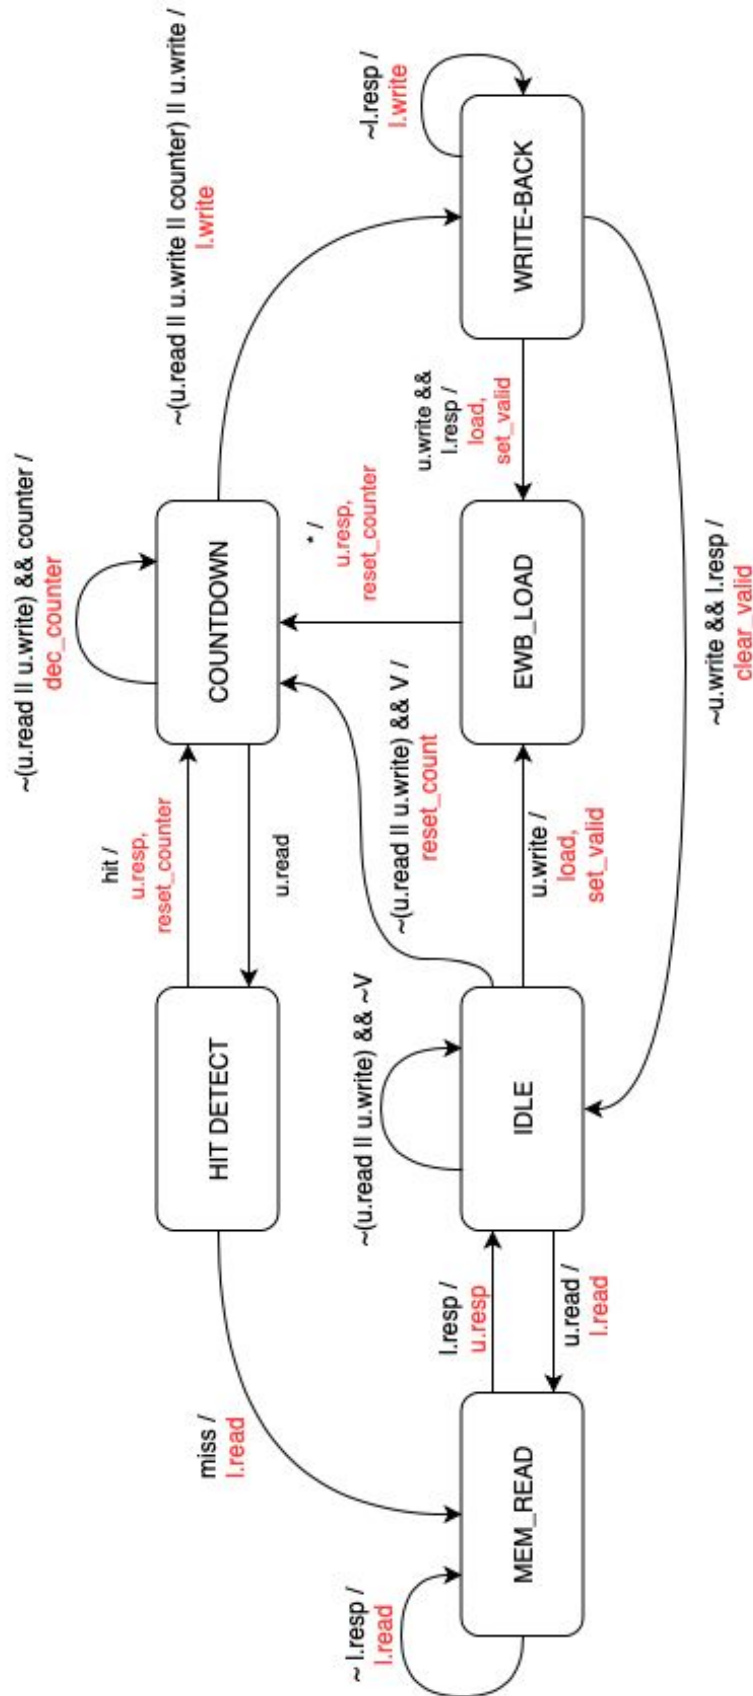 ~(u.read || u.write) && counter /
dec_counter
~(u.read || u.write || counter) || u.write /
l.write
hit /
u.resp,
reset_counter
HIT DETECT
COUNTDOWN
u.read
miss /
l.read
* /
u.resp,
reset_counter
~l.resp /
l.write
~(u.read || u.write) && ~V
~(u.read || u.write) && V /
reset_count
~ l.resp /
l.read
l.resp /
u.resp
u.write &&
l.resp /
load,
set_valid
MEM_READ
IDLE
EWB_LOAD
WRITE-BACK
u.read /
l.read
u.write /
load,
set_valid
~u.write && l.resp /
clear_valid